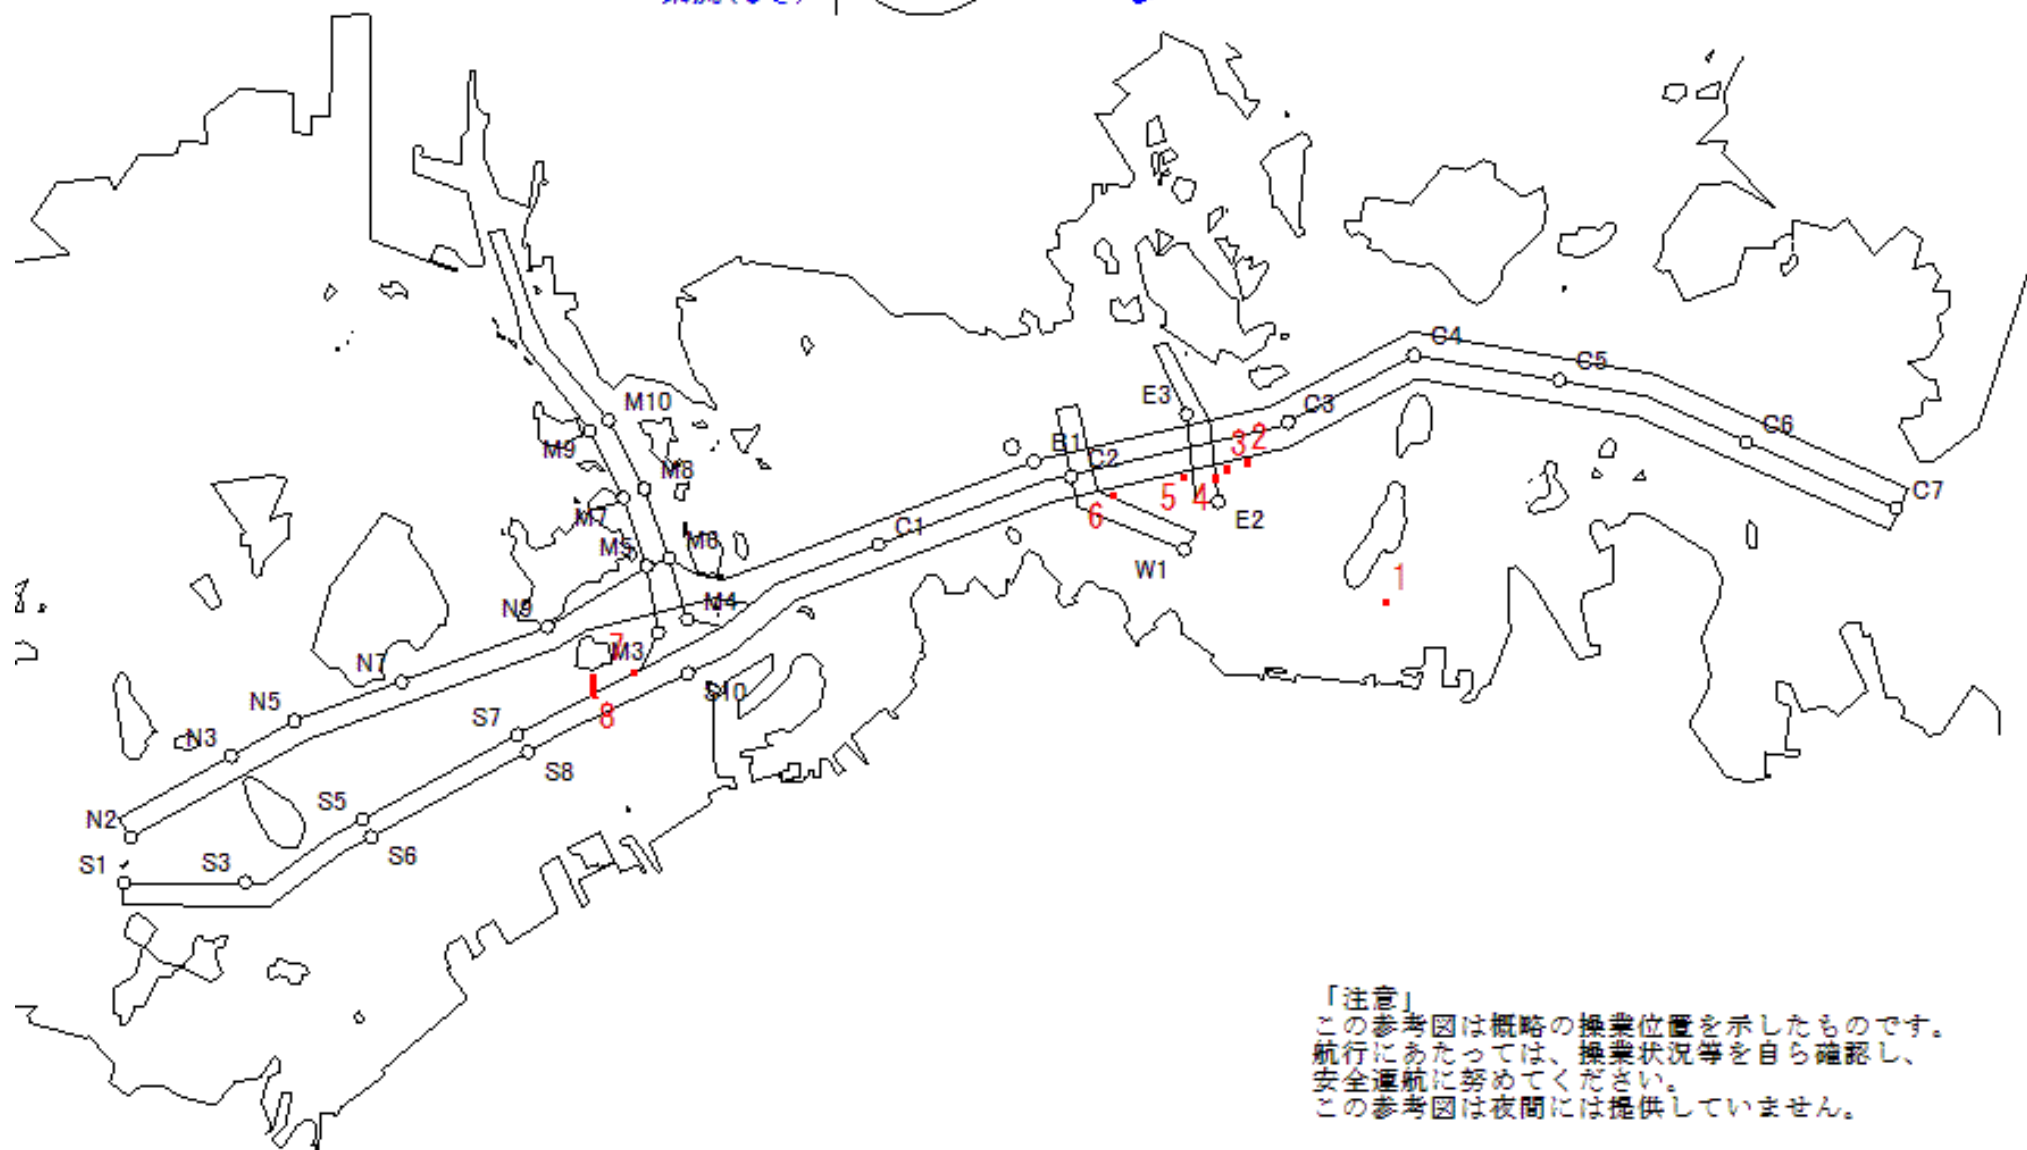 C4
C5
M10
E3
C3
C6
3
2
M9
B1
C2
M8
C7
5
4
M7
6
E2
C1
M6
M5
W1
1
N9
M4
7
M3
N7
S10
N5
8
S7
N3
S8
S5
N2
S6
S1
S3
「注意」
この参考図は概略の操業位置を示したものです。
航行にあたっては、操業状況等を自ら確認し、
安全運航に努めてください。
この参考図は夜間には提供していません。